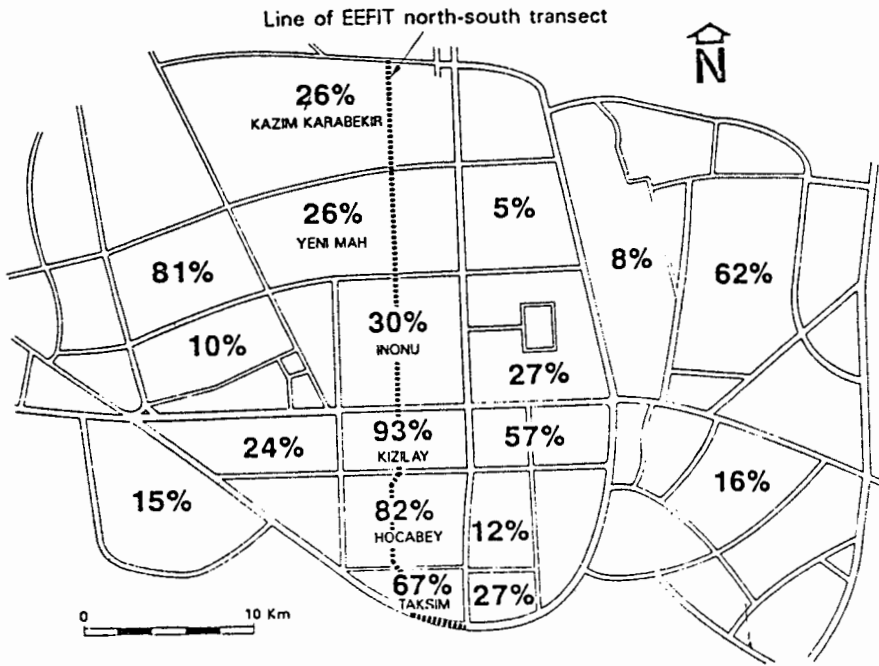 Line of EEFIT north-south transect
N
26%
KAZIM KARABEKIR
26%
YENI MAH
5%
81%
8%
62%
10%
30%
INONU
27%
24%
93%
KIZILAY
57%
15%
82%
HOCABEY
12%
16%
67%
TAKSIM
27%
0 10 Km